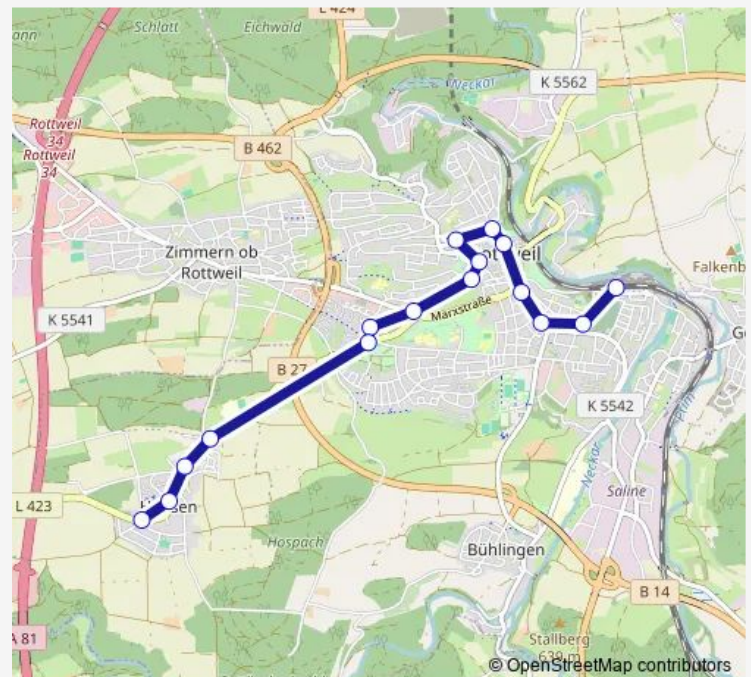 L 424
Schlatt
Eichwald
Neckar
K 5562
Rottweil
34
Rottweil
34
B 462
Zimmern ob
Rottweil
Falkenb
K 5541
Marxstraße
B 27
K 5542
Neckar
Prim
Saline
L 423
Hospach
Bühlingen
B 14
A 81
Stallberg
639 m
© OpenStreetMap contributors